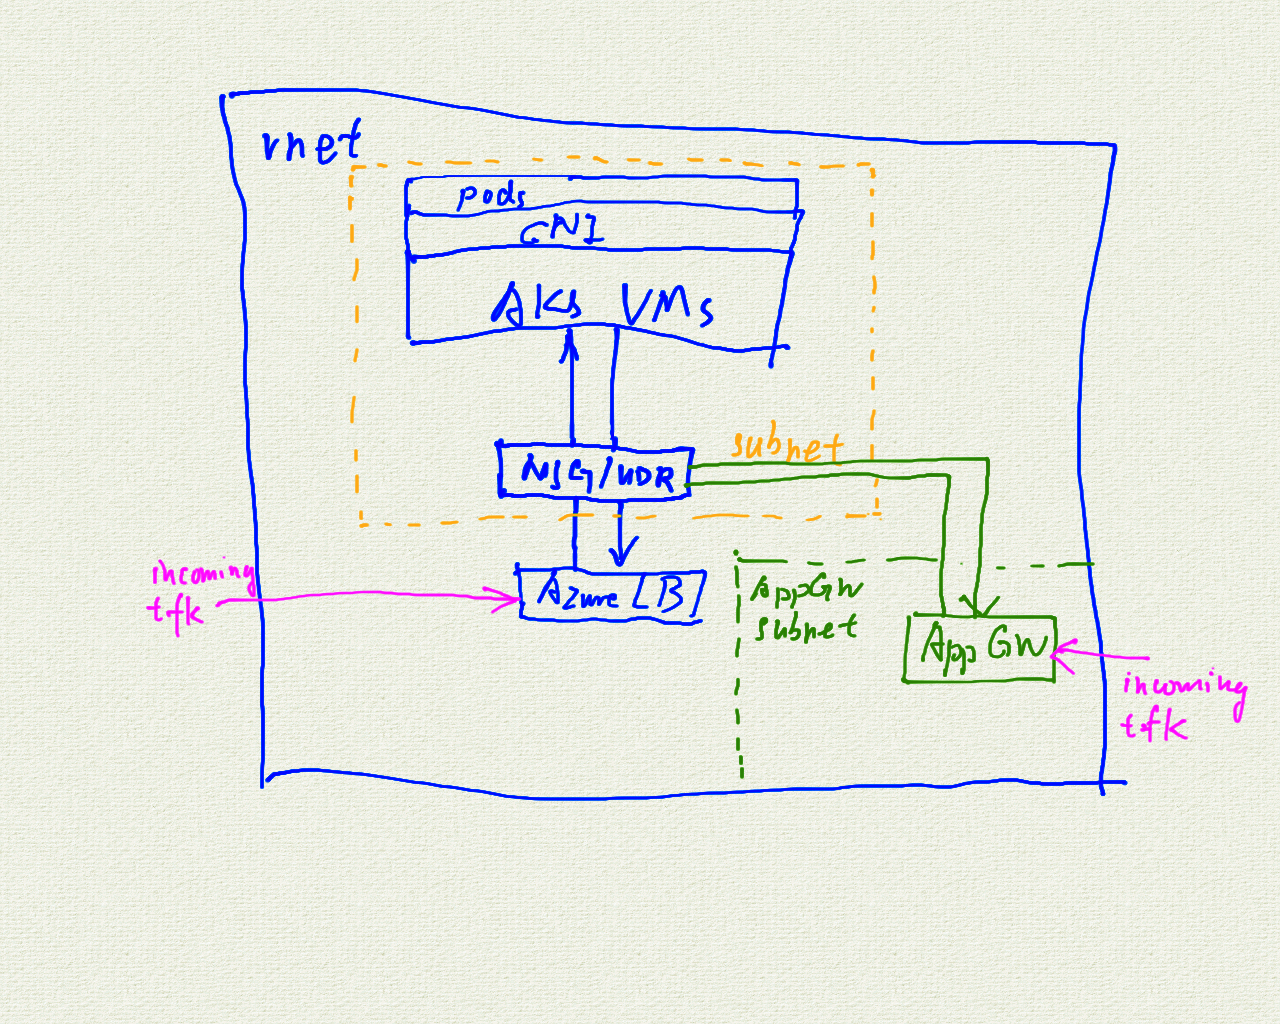 vnet
pods
CNI
AKs VMs
subnet
NSG/UDR
incoming
tfk
Azure LB
AppGW
subnet
App GW
incoming
tfk